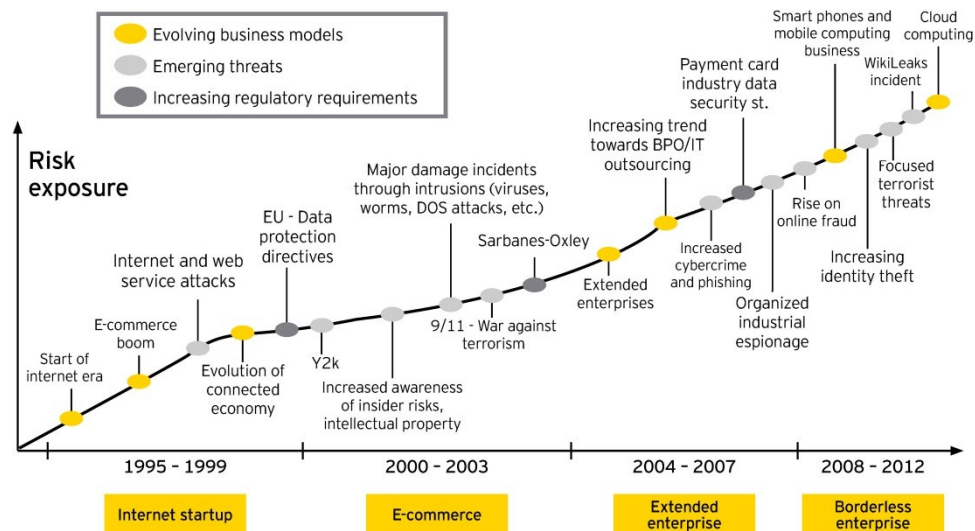 Evolving business models
Emerging threats
Increasing regulatory requirements
Risk
exposure
Start of
internet era
E-commerce
boom
Internet and web
service attacks
Evolution of
connected
economy
EU - Data
protection
directives
Y2k
Increased awareness
of insider risks,
intellectual property
Major damage incidents
through intrusions (viruses,
worms, DOS attacks, etc.)
9/11 - War against
terrorism
Sarbanes-Oxley
Extended
enterprises
Increasing trend
towards BPO/IT
outsourcing
Increased
cybercrime
and phishing
Payment card
industry data
security st.
Organized
industrial
espionage
Rise on
online fraud
Smart phones and
mobile computing
business
Increasing
identity theft
Focused
terrorist
threats
WikiLeaks
incident
Cloud
computing
1995 - 1999
2000 - 2003
2004 - 2007
2008 - 2012
Internet startup
E-commerce
Extended
enterprise
Borderless
enterprise